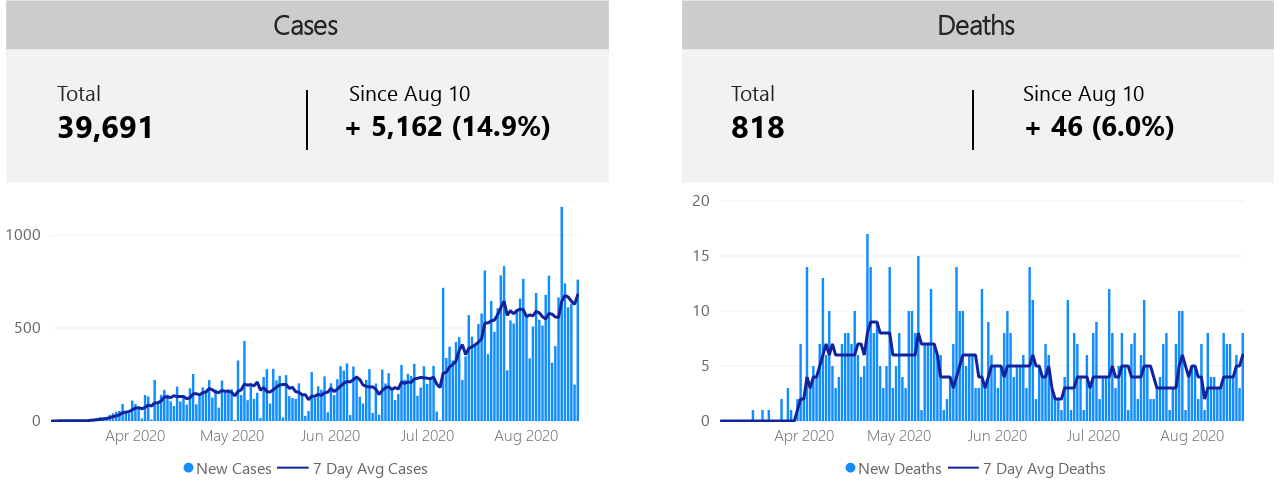 Cases
Total
39,691
Since Aug 10
+ 5,162 (14.9%)
1000
500
0
Apr 2020 May 2020 Jun 2020 Jul 2020 Aug 2020
New Cases 7 Day Avg Cases
Deaths
Total
818
Since Aug 10
+ 46 (6.0%)
20
15
10
5
0
Apr 2020 May 2020 Jun 2020 Jul 2020 Aug 2020
New Deaths 7 Day Avg Deaths